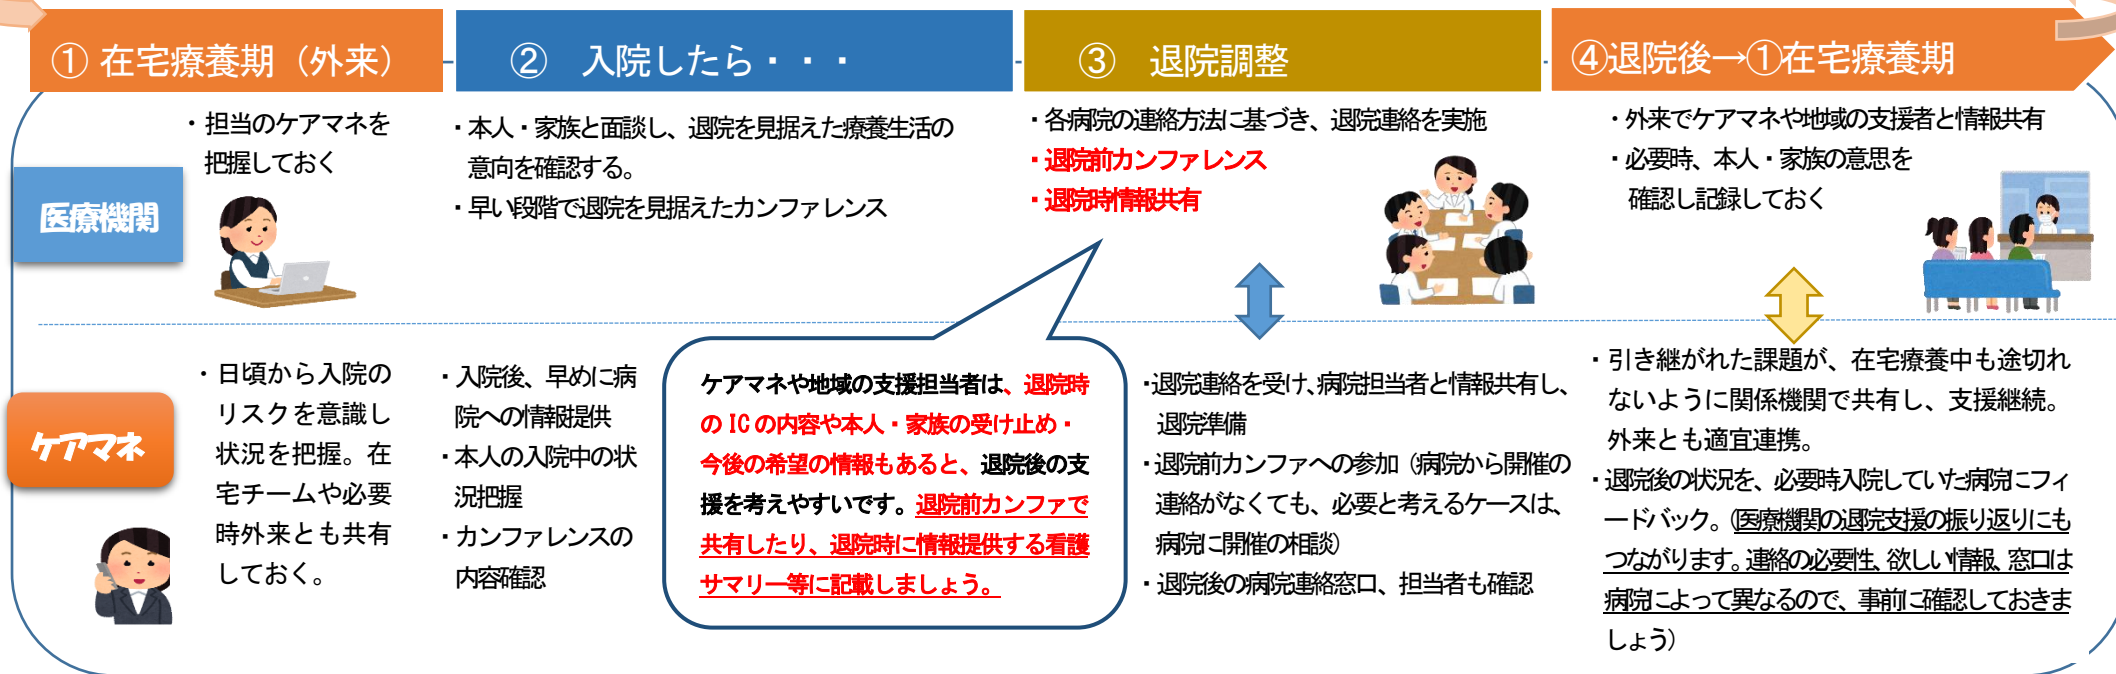 ① 在宅療養期（外来）
② 入院したら・・・
③ 退院調整
④退院後→①在宅療養期
医療機関
・担当のケアマネを
把握しておく
・本人・家族と面談し、退院を見据えた療養生活の
意向を確認する。
・早い段階で退院を見据えたカンファレンス
・各病院の連絡方法に基づき、退院連絡を実施
・退院前カンファレンス
・退院時情報共有
・外来でケアマネや地域の支援者と情報共有
・必要時、本人・家族の意思を
確認し記録しておく
ケアマネ
・日頃から入院の
リスクを意識し
状況を把握。在
宅チームや必要
時外来とも共有
しておく。
・入院後、早めに病
院への情報提供
・本人の入院中の状
況把握
・カンファレンスの
内容確認
ケアマネや地域の支援担当者は、退院時
の IC の内容や本人・家族の受け止め・
今後の希望の情報もあると、退院後の支
援を考えやすいです。退院前カンファで
共有したり、退院時に情報提供する看護
サマリー等に記載しましょう。
・退院連絡を受け、病院担当者と情報共有し、
退院準備
・退院前カンファへの参加（病院から開催の
連絡がなくても、必要と考えるケースは、
病院に開催の相談）
・退院後の病院連絡窓口、担当者も確認
・引き継がれた課題が、在宅療養中も途切れ
ないように関係機関で共有し、支援継続。
外来とも適宜連携。
・退院後の状況を、必要時入院していた病院にフィ
ードバック。（医療機関の退院支援の振り返りにも
つながります。連絡の必要性、欲しい情報、窓口は
病院によって異なるので、事前に確認しておきま
しょう）